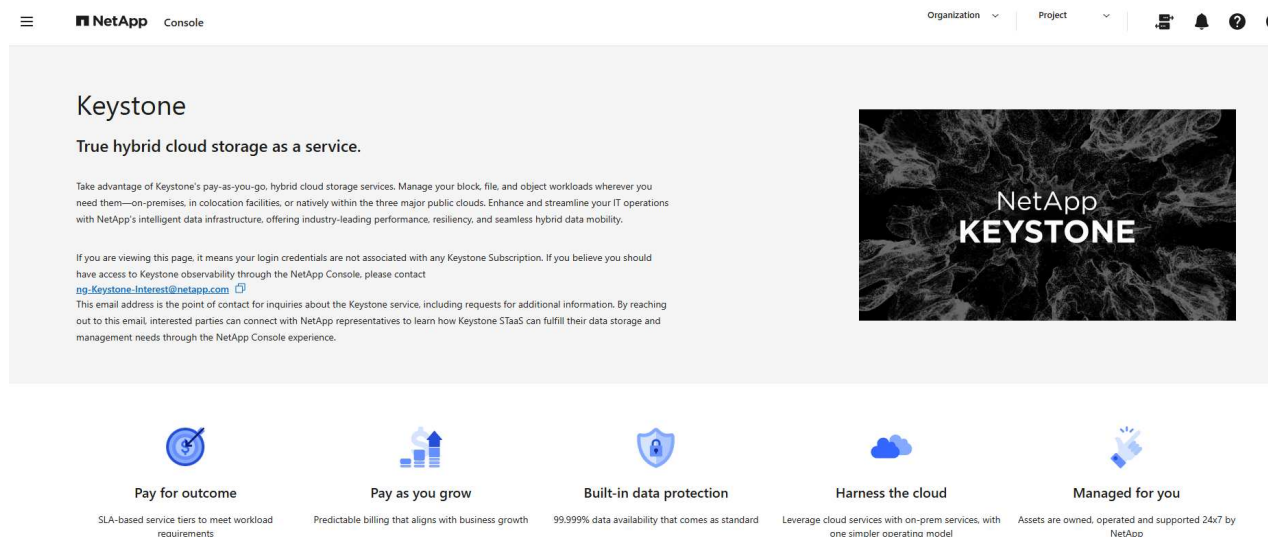 NetApp Console
Organization
Project
Keystone
True hybrid cloud storage as a service.
Take advantage of Keystone's pay-as-you-go, hybrid cloud storage services. Manage your block, file, and object workloads wherever you
need them—on-premises, in colocation facilities, or natively within the three major public clouds. Enhance and streamline your IT operations
with NetApp's intelligent data infrastructure, offering industry-leading performance, resiliency, and seamless hybrid data mobility.
If you are viewing this page, it means your login credentials are not associated with any Keystone Subscription. If you believe you should
have access to Keystone observability through the NetApp Console, please contact
ng-Keystone-Interest@netapp.com
This email address is the point of contact for inquiries about the Keystone service, including requests for additional information. By reaching
out to this email, interested parties can connect with NetApp representatives to learn how Keystone STaaS can fulfill their data storage and
management needs through the NetApp Console experience.
NetApp
KEYSTONE
Pay for outcome
SLA-based service tiers to meet workload
requirements
Pay as you grow
Predictable billing that aligns with business growth
Built-in data protection
99.999% data availability that comes as standard
Harness the cloud
Leverage cloud services with on-prem services, with
one simpler operating model
Managed for you
Assets are owned, operated and supported 24x7 by
NetApp